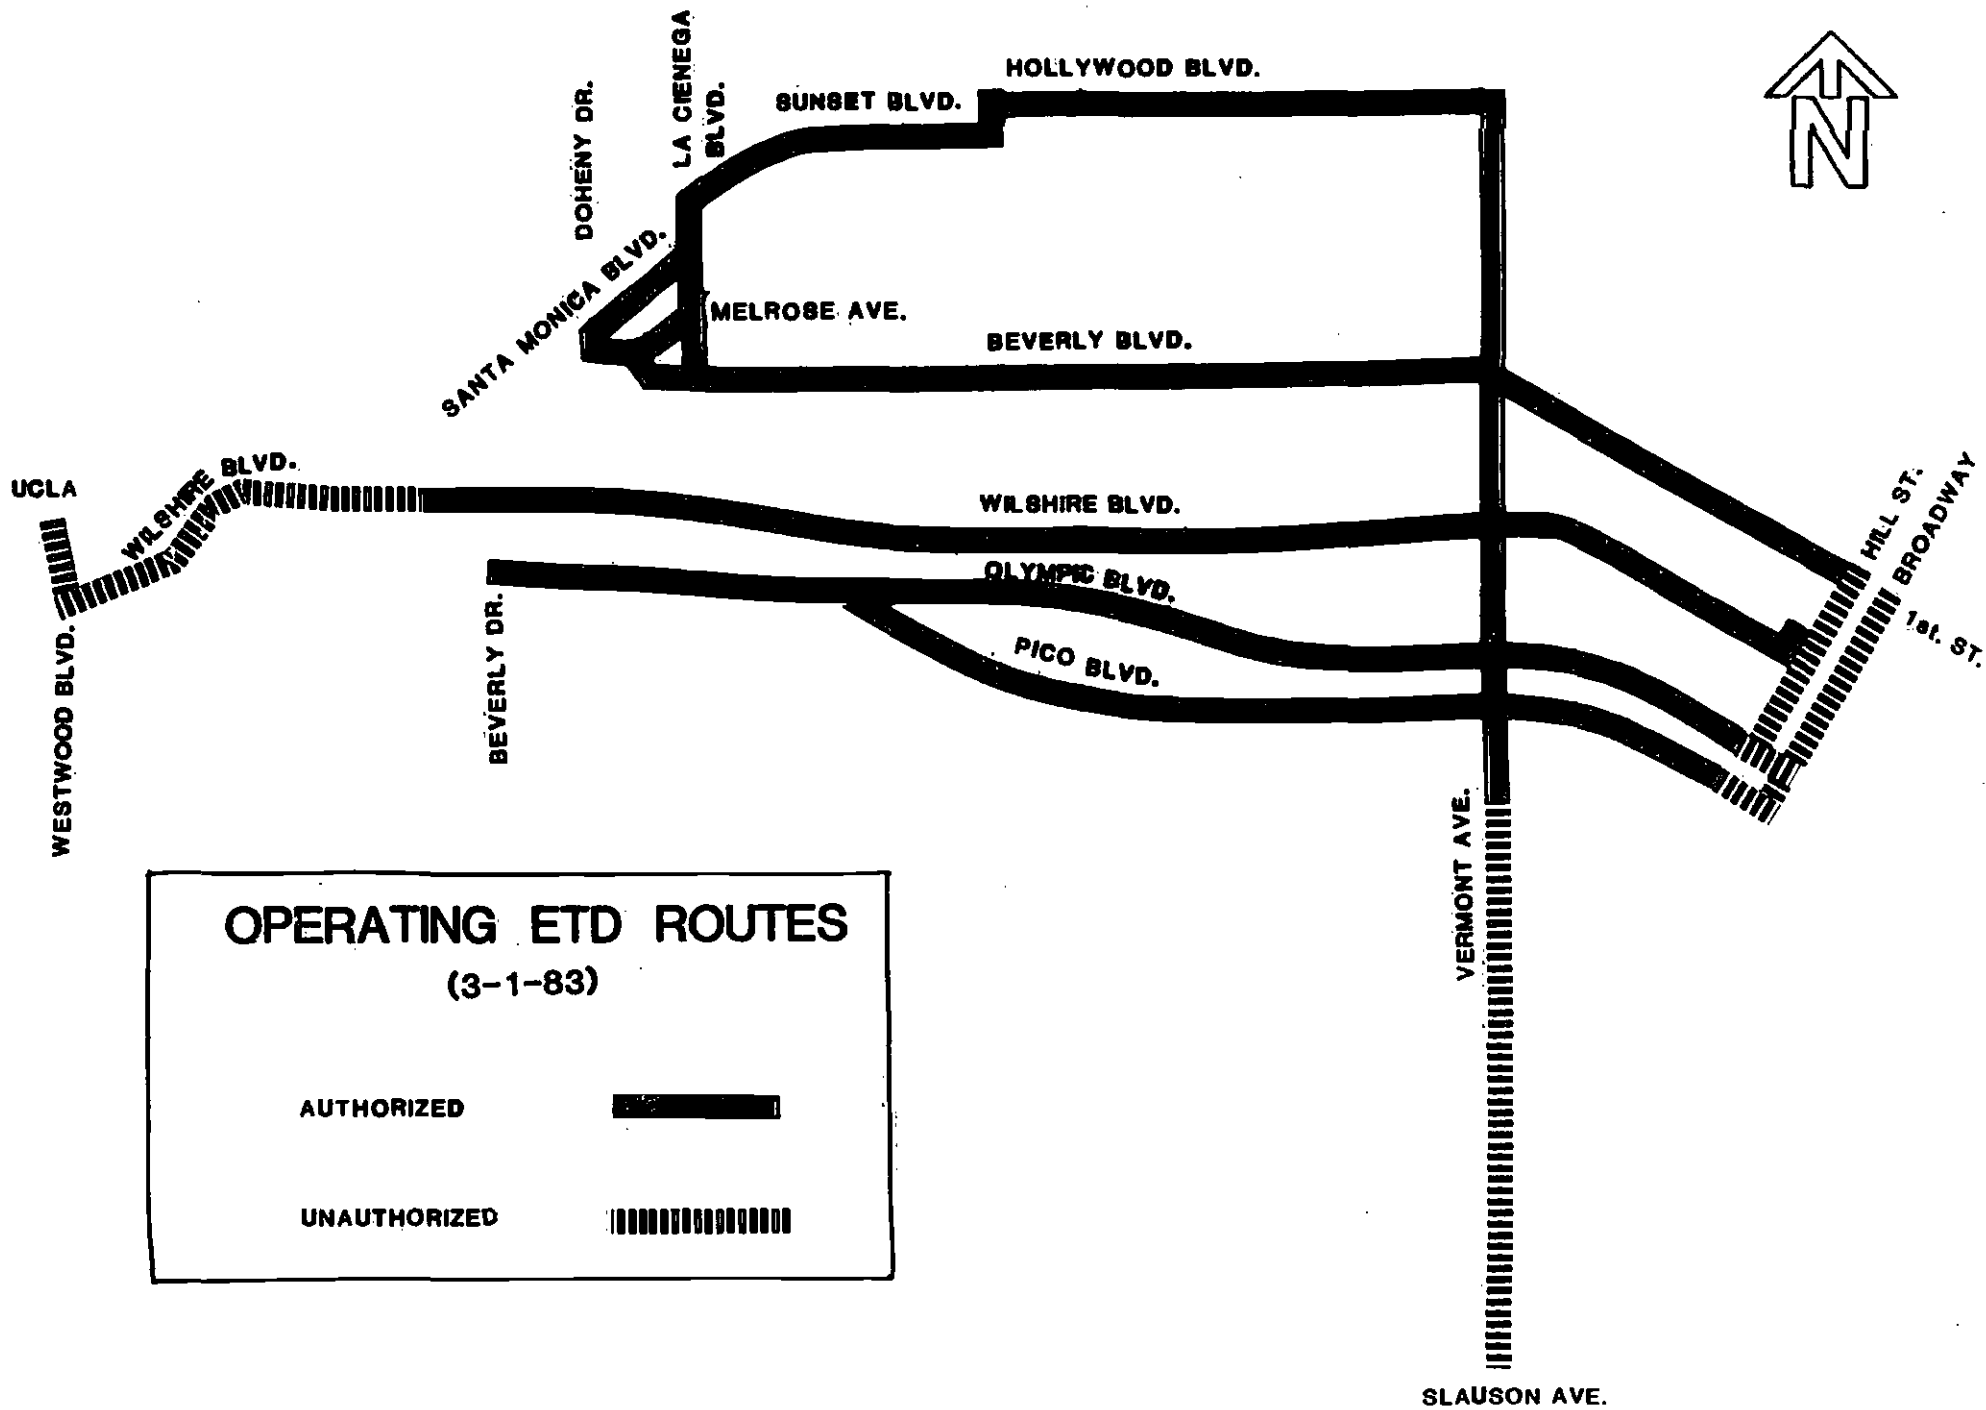 HOLLYWOOD BLVD.
SUNSET BLVD.
LA CIENEGA
BLVD.
DOHENY DR.
N
SANTA MONICA BLVD.
MELROSE AVE.
BEVERLY BLVD.
UCLA
WILSHIRE BLVD.
WILSHIRE BLVD.
HILL ST.
BROADWAY
1st. ST.
OLYMPIC BLVD.
PICO BLVD.
BEVERLY DR.
WESTWOOD BLVD.
VERMONT AVE.
OPERATING ETD ROUTES
(3-1-83)
AUTHORIZED
UNAUTHORIZED
SLAUSON AVE.